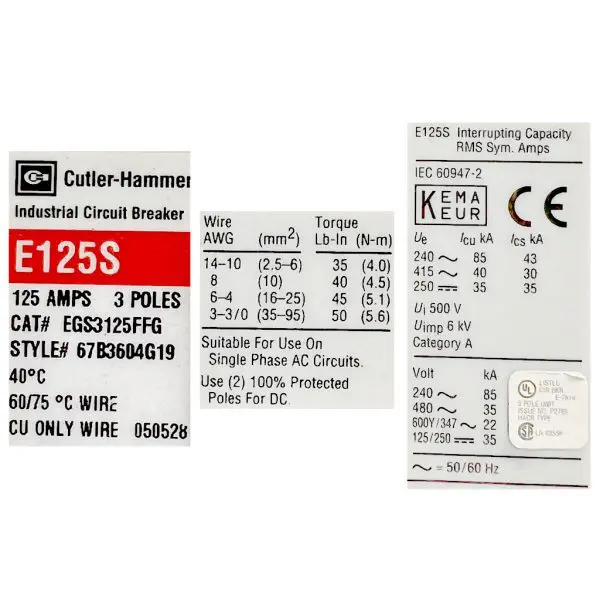 Cutler-Hammer
Industrial Circuit Breaker
E125S
125 AMPS 3 POLES
CAT# EGS3125FFG
STYLE# 67B3604G19
40°C
60/75 °C WIRE
CU ONLY WIRE 050528
Wire Torque
AWG (mm2) Lb-In (N-m)
14-10 (2.5–6) 35 (4.0)
8 (10) 40 (4.5)
6–4 (16–25) 45 (5.1)
3–3/0 (35–95) 50 (5.6)
Suitable For Use On
Single Phase AC Circuits.
Use (2) 100% Protected
Poles For DC.
E125S Interrupting Capacity
RMS Sym. Amps
IEC 60947-2
KEMA
KEUR
CE
Ue Icu kA Ics kA
240 ~ 85 43
415 ~ 40 30
250 ⎓ 35 35
Ui 500 V
Uimp 6 kV
Category A
Volt kA
240 ~ 85
480 ~ 35
600Y/347 ~ 22
125/250 ⎓ 35
UL LISTED
HACR TYPE
~ = 50/60 Hz